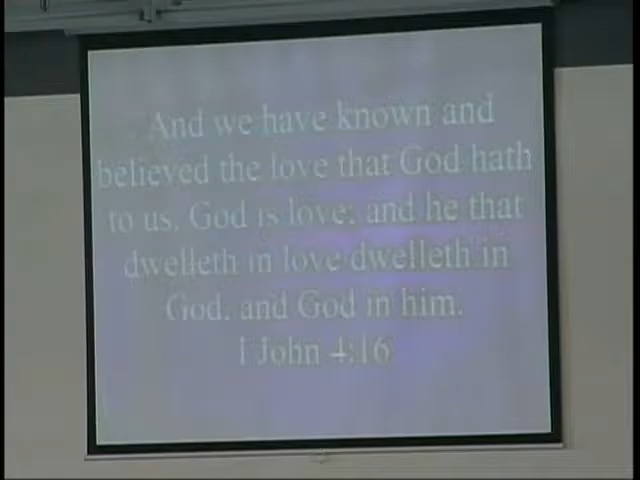 And we have known and
believed the love that God hath
to us. God is love; and he that
dwelleth in love dwelleth in
God, and God in him.
I John 4:16